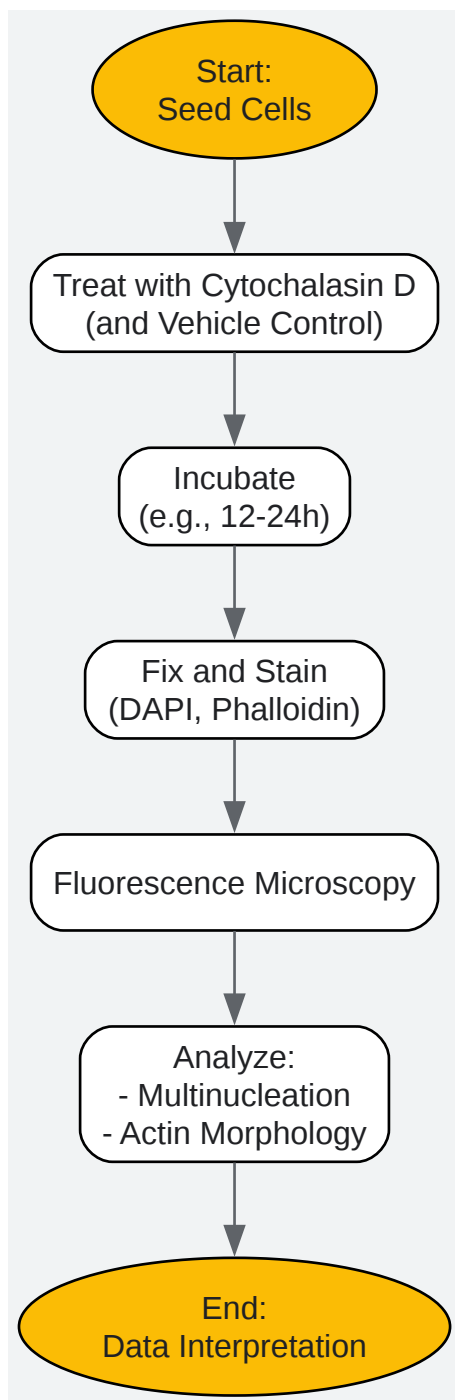 Start:
Seed Cells
Treat with Cytochalasin D
(and Vehicle Control)
Incubate
(e.g., 12-24h)
Fix and Stain
(DAPI, Phalloidin)
Fluorescence Microscopy
Analyze:
- Multinucleation
- Actin Morphology
End:
Data Interpretation